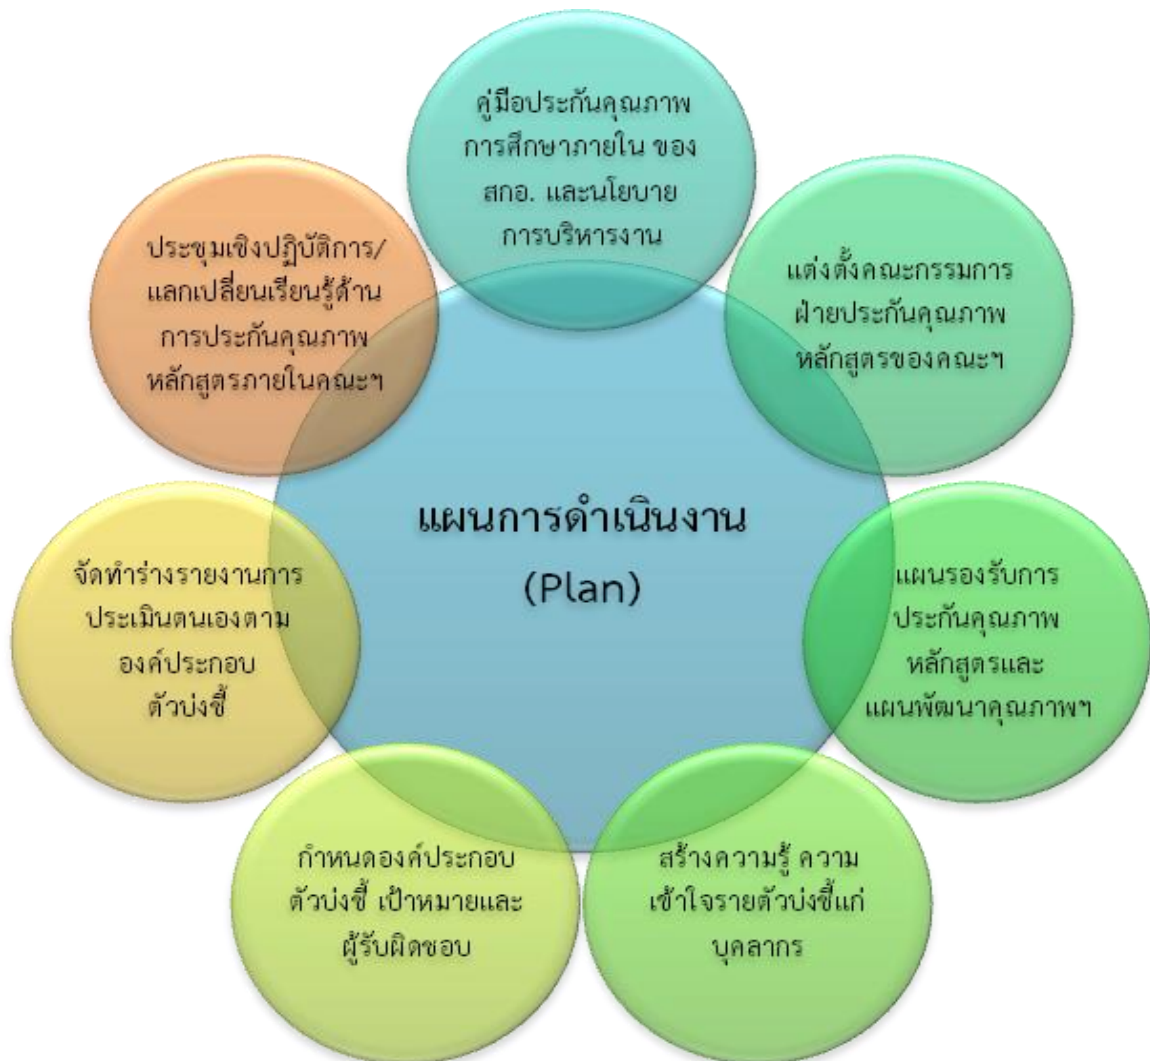 คู่มือประกันคุณภาพ
การศึกษาภายใน ของ
สกอ. และนโยบาย
การบริหารงาน
แต่งตั้งคณะกรรมการ
ฝ่ายประกันคุณภาพ
หลักสูตรของคณะฯ
แผนรองรับการ
ประกันคุณภาพ
หลักสูตรและ
แผนพัฒนาคุณภาพฯ
สร้างความรู้ ความ
เข้าใจรายตัวบ่งชี้แก่
บุคลากร
กำหนดองค์ประกอบ
ตัวบ่งชี้ เป้าหมายและ
ผู้รับผิดชอบ
จัดทำร่างรายงานการ
ประเมินตนเองตาม
องค์ประกอบ
ตัวบ่งชี้
ประชุมเชิงปฏิบัติการ/
แลกเปลี่ยนเรียนรู้ด้าน
การประกันคุณภาพ
หลักสูตรภายในคณะฯ
แผนการดำเนินงาน
(Plan)